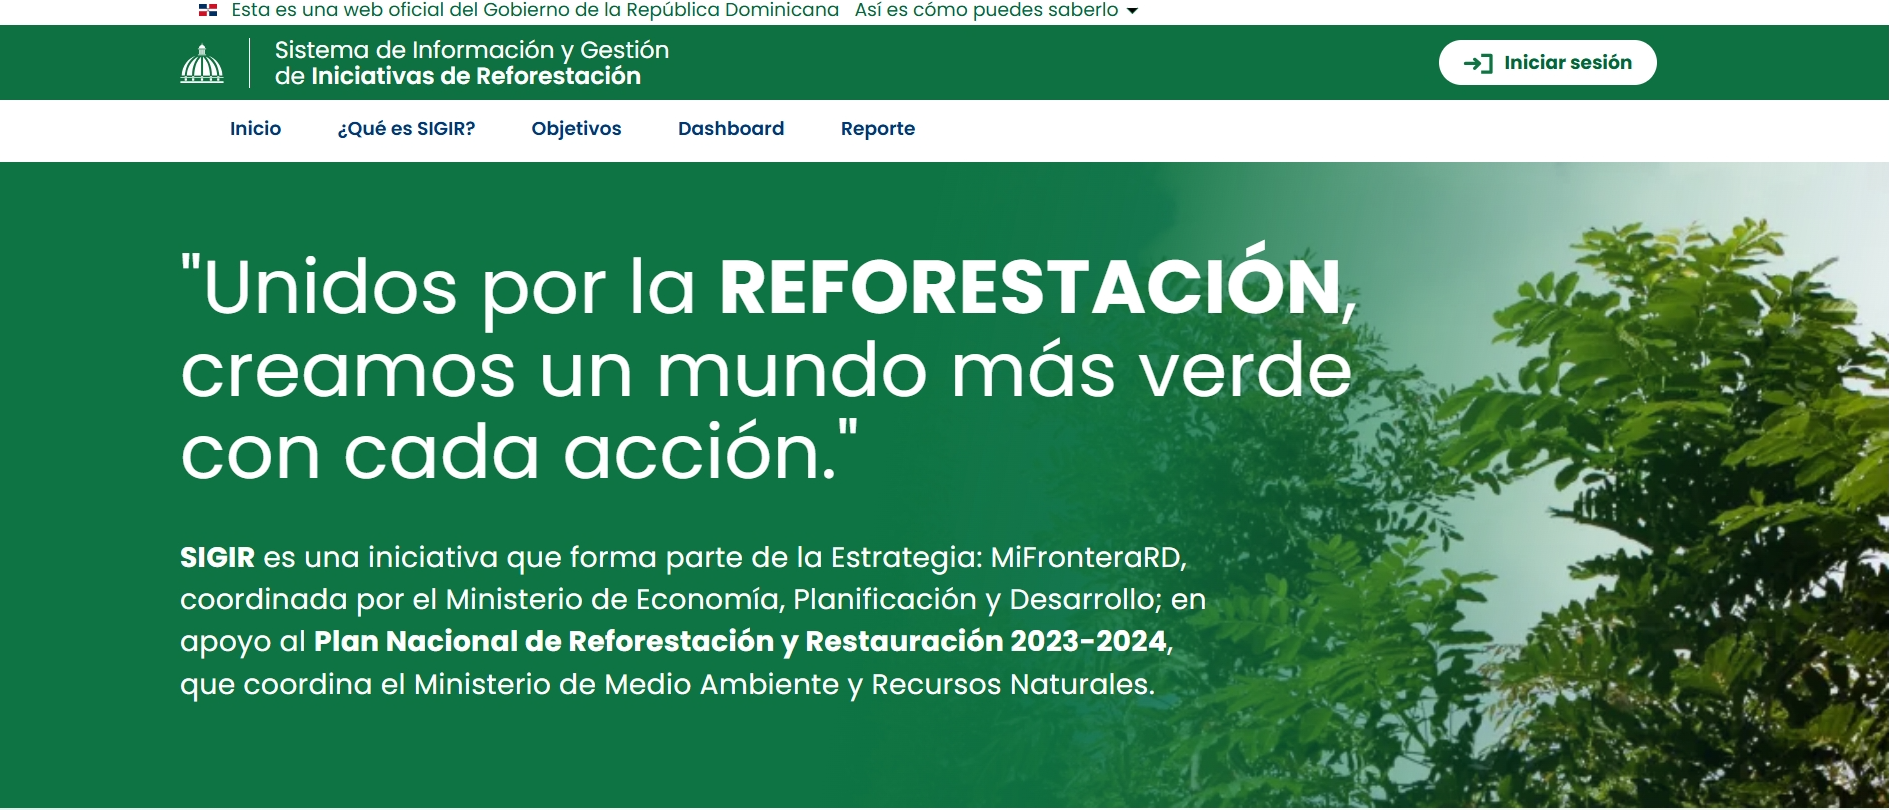 Esta es una web oficial del Gobierno de la República Dominicana Así es cómo puedes saberlo
Sistema de Información y Gestión
de Iniciativas de Reforestación
Iniciar sesión
Inicio ¿Qué es SIGIR? Objetivos Dashboard Reporte
"Unidos por la REFORESTACIÓN,
creamos un mundo más verde
con cada acción."
SIGIR es una iniciativa que forma parte de la Estrategia: MiFronteraRD,
coordinada por el Ministerio de Economía, Planificación y Desarrollo; en
apoyo al Plan Nacional de Reforestación y Restauración 2023-2024,
que coordina el Ministerio de Medio Ambiente y Recursos Naturales.